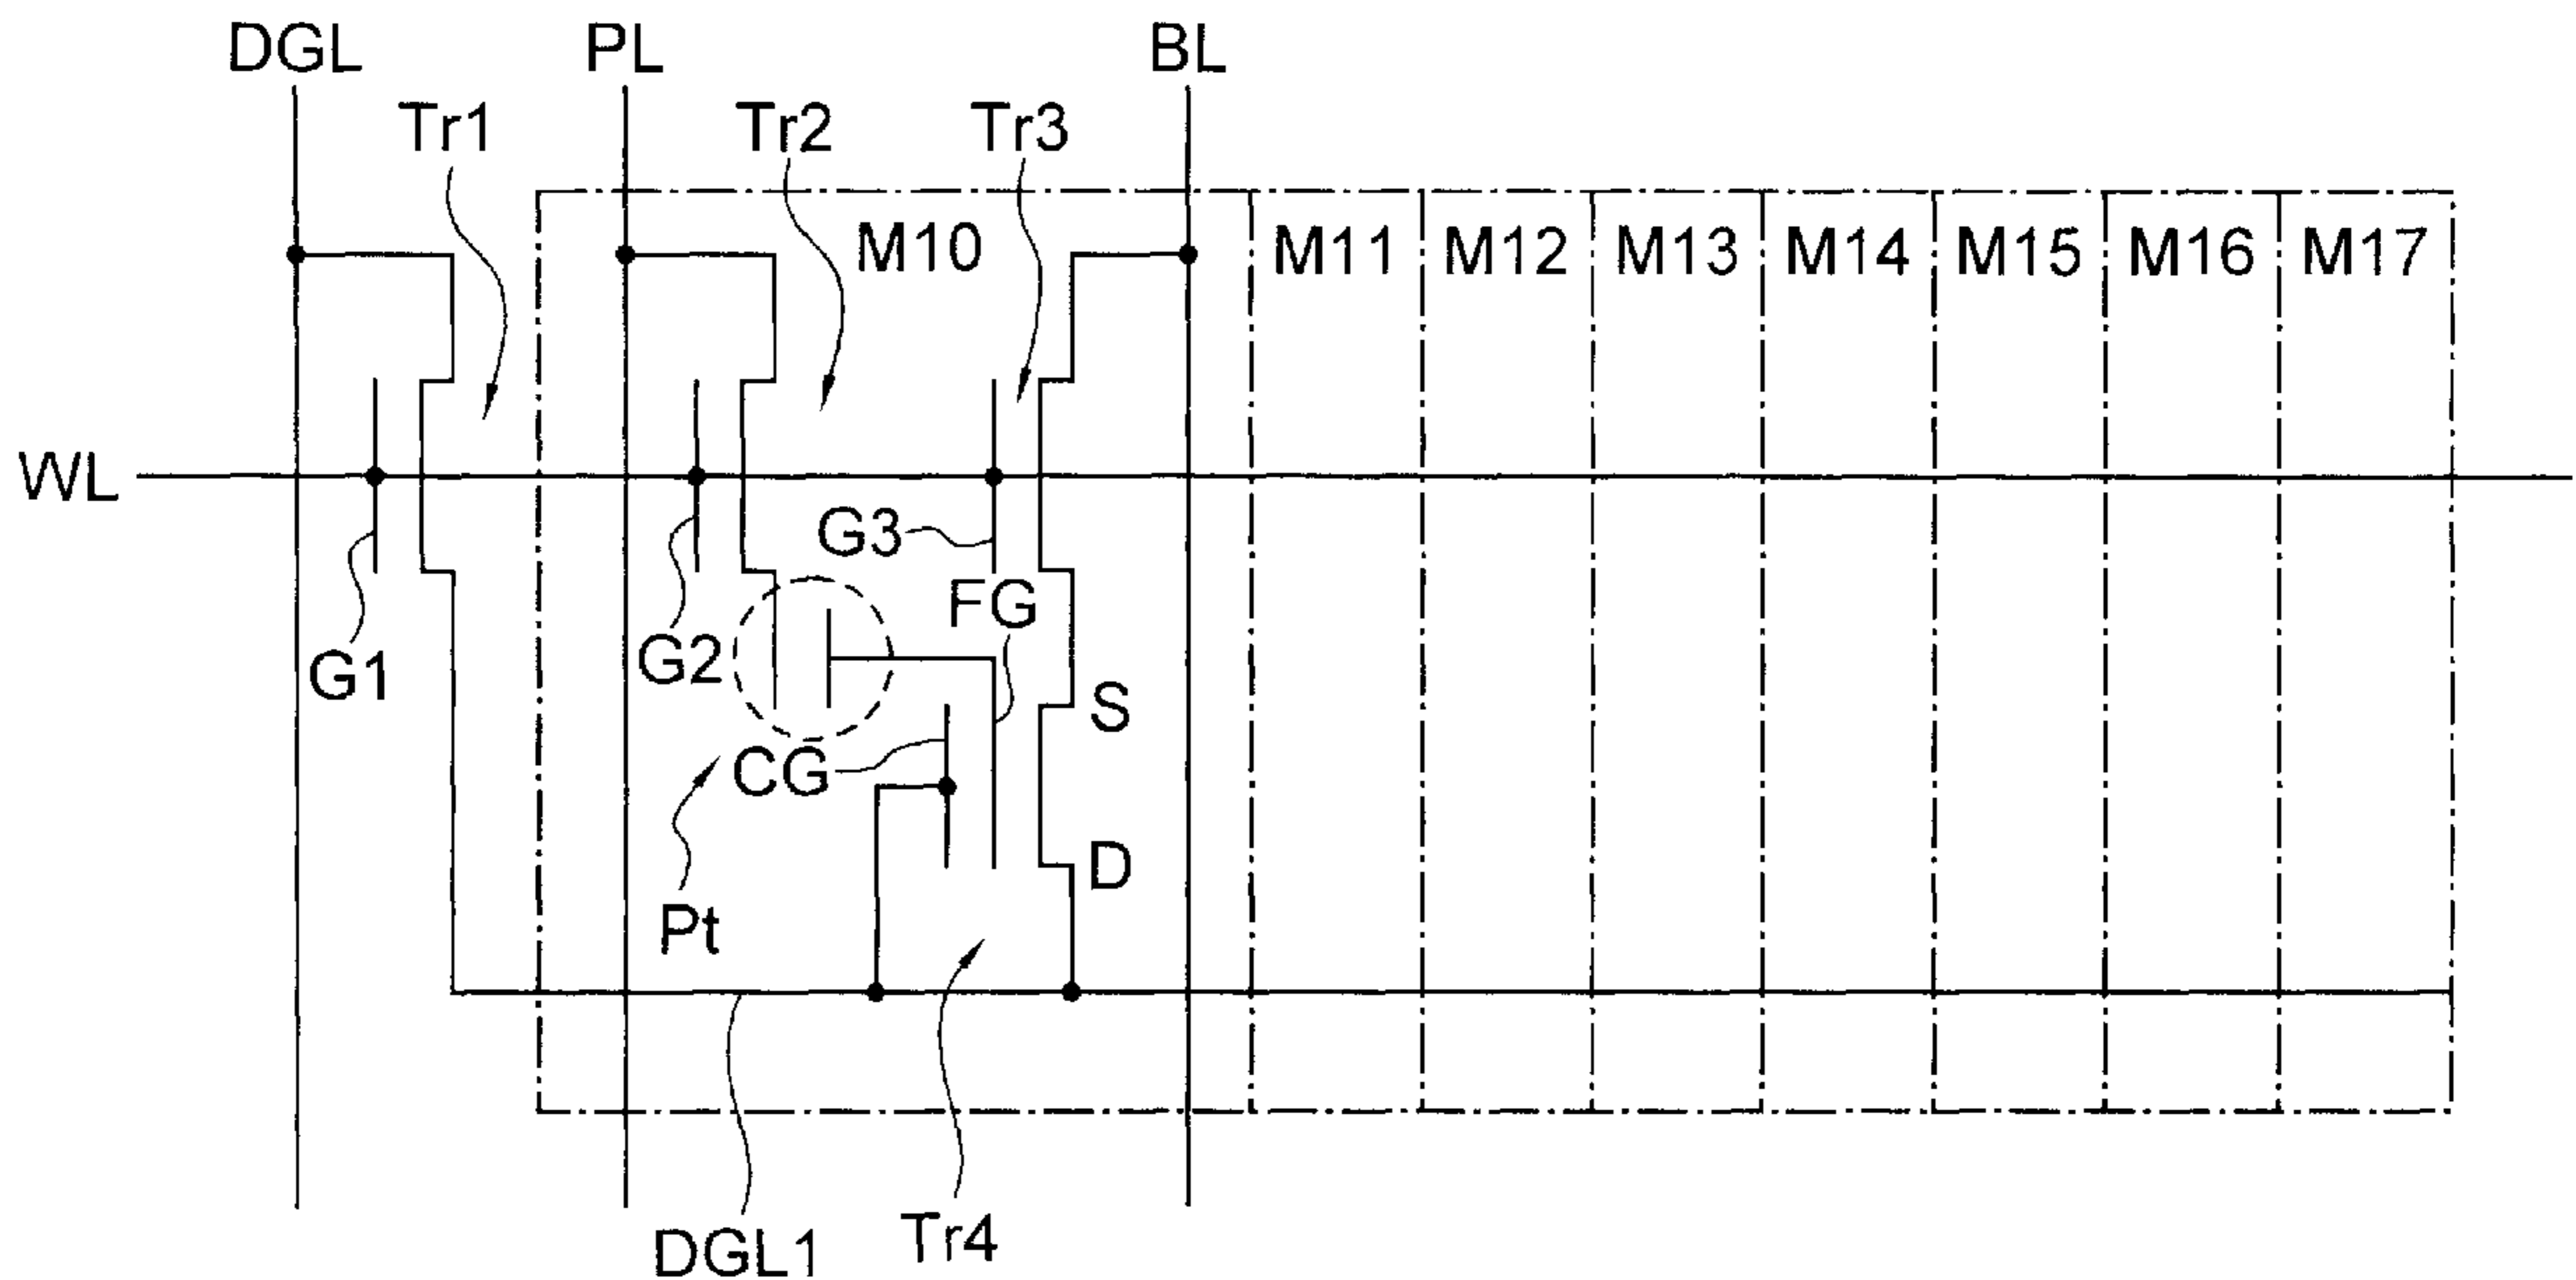 DGL PL BL
Tr1 Tr2 Tr3
M10 M11 M12 M13 M14 M15 M16 M17
WL
G3
FG
G1 G2
S
CG
D
Pt
DGL1 Tr4